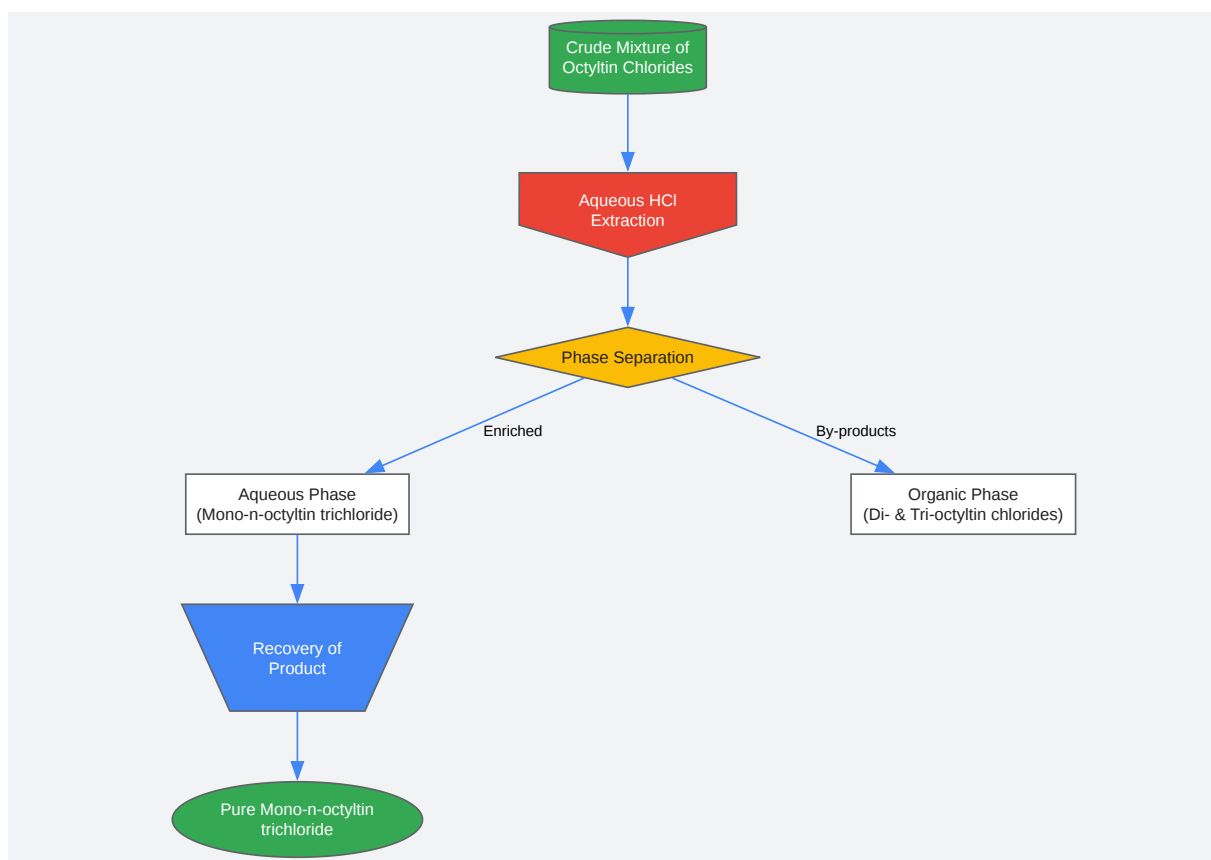 Crude Mixture of
Octyltin Chlorides
Aqueous HCl
Extraction
Phase Separation
Enriched
By-products
Aqueous Phase
(Mono-n-octyltin trichloride)
Organic Phase
(Di- & Tri-octyltin chlorides)
Recovery of
Product
Pure Mono-n-octyltin
trichloride